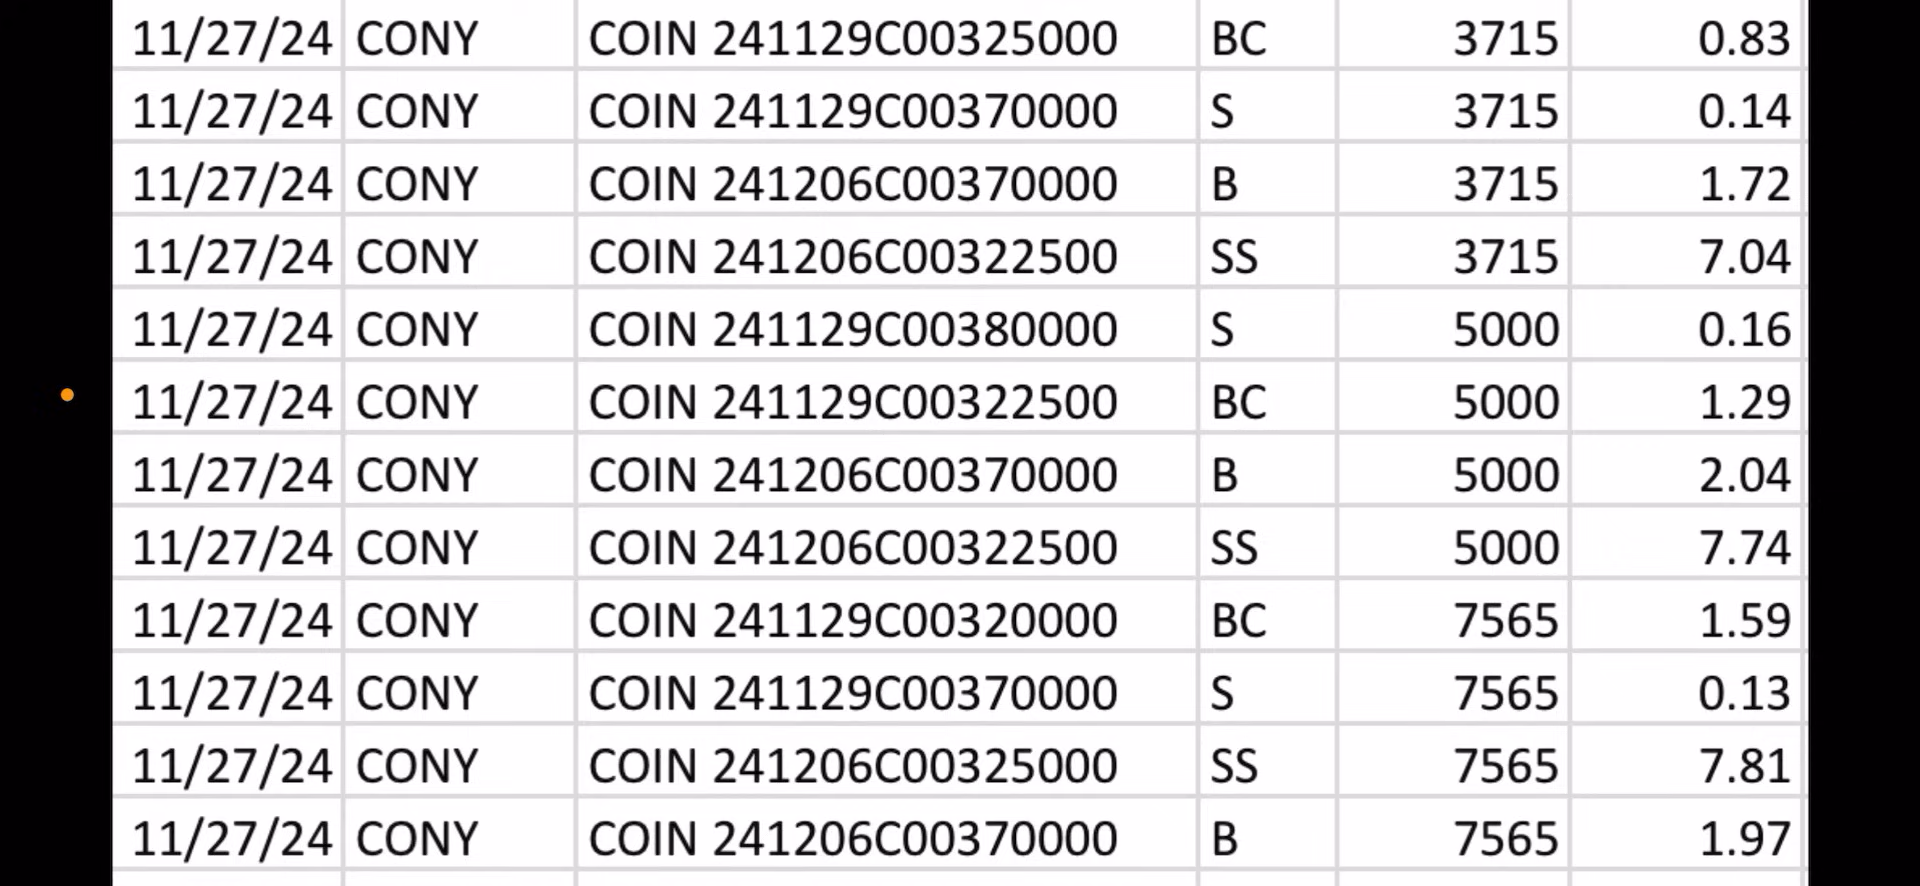 11/27/24 CONY COIN 241129C00325000 BC 3715 0.83
11/27/24 CONY COIN 241129C00370000 S 3715 0.14
11/27/24 CONY COIN 241206C00370000 B 3715 1.72
11/27/24 CONY COIN 241206C00322500 SS 3715 7.04
11/27/24 CONY COIN 241129C00380000 S 5000 0.16
11/27/24 CONY COIN 241129C00322500 BC 5000 1.29
11/27/24 CONY COIN 241206C00370000 B 5000 2.04
11/27/24 CONY COIN 241206C00322500 SS 5000 7.74
11/27/24 CONY COIN 241129C00320000 BC 7565 1.59
11/27/24 CONY COIN 241129C00370000 S 7565 0.13
11/27/24 CONY COIN 241206C00325000 SS 7565 7.81
11/27/24 CONY COIN 241206C00370000 B 7565 1.97